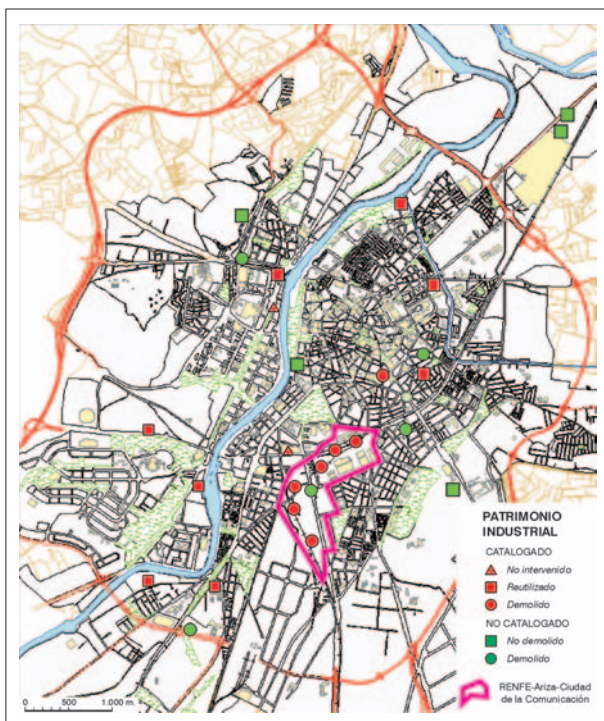 PATRIMONIO
INDUSTRIAL
CATALOGADO
No intervenido
Reutilizado
Demolido
NO CATALOGADO
No demolido
Demolido
RENFE-Ariza-Ciudad
de la Comunicación
0 500 1.000 m.